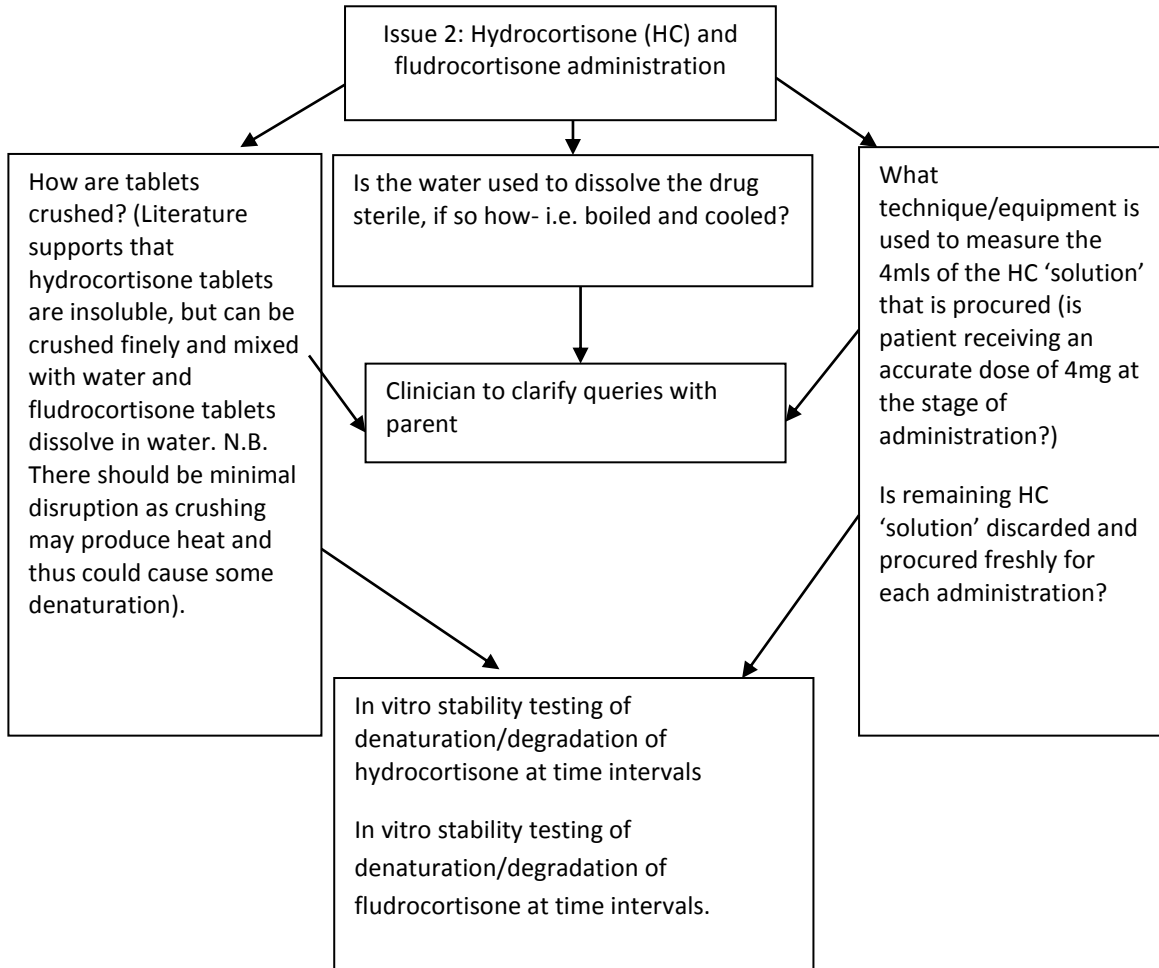 Issue 2: Hydrocortisone (HC) and
fludrocortisone administration
How are tablets
crushed? (Literature
supports that
hydrocortisone tablets
are insoluble, but can be
crushed finely and mixed
with water and
fludrocortisone tablets
dissolve in water. N.B.
There should be minimal
disruption as crushing
may produce heat and
thus could cause some
denaturation).
Is the water used to dissolve the drug
sterile, if so how- i.e. boiled and cooled?
What
technique/equipment is
used to measure the
4mls of the HC ‘solution’
that is procured (is
patient receiving an
accurate dose of 4mg at
the stage of
administration?)
Is remaining HC
‘solution’ discarded and
procured freshly for
each administration?
Clinician to clarify queries with
parent
In vitro stability testing of
denaturation/degradation of
hydrocortisone at time intervals
In vitro stability testing of
denaturation/degradation of
fludrocortisone at time intervals.